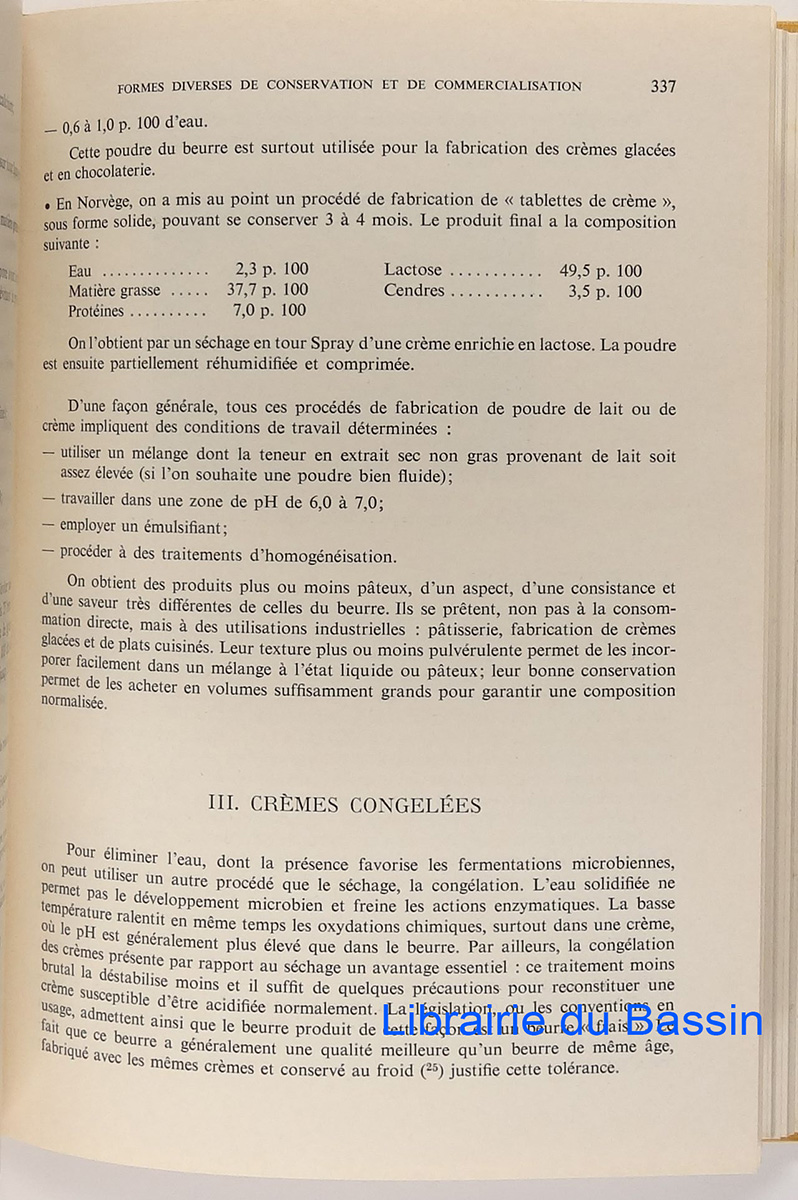 FORMES DIVERSES DE CONSERVATION ET DE COMMERCIALISATION 337
— 0,6 à 1,0 p. 100 d'eau.
Cette poudre du beurre est surtout utilisée pour la fabrication des crèmes glacées
et en chocolaterie.
• En Norvège, on a mis au point un procédé de fabrication de « tablettes de crème »,
sous forme solide, pouvant se conserver 3 à 4 mois. Le produit final a la composition
suivante :
Eau .............. 2,3 p. 100 Lactose ........... 49,5 p. 100
Matière grasse ..... 37,7 p. 100 Cendres ........... 3,5 p. 100
Protéines .......... 7,0 p. 100
On l'obtient par un séchage en tour Spray d'une crème enrichie en lactose. La poudre
est ensuite partiellement réhumidifiée et comprimée.
D'une façon générale, tous ces procédés de fabrication de poudre de lait ou de
crème impliquent des conditions de travail déterminées :
— utiliser un mélange dont la teneur en extrait sec non gras provenant de lait soit
assez élevée (si l'on souhaite une poudre bien fluide);
— travailler dans une zone de pH de 6,0 à 7,0;
— employer un émulsifiant;
— procéder à des traitements d'homogénéisation.
On obtient des produits plus ou moins pâteux, d'un aspect, d'une consistance et
d'une saveur très différentes de celles du beurre. Ils se prêtent, non pas à la consom-
mation directe, mais à des utilisations industrielles : pâtisserie, fabrication de crèmes
glacées et de plats cuisinés. Leur texture plus ou moins pulvérulente permet de les incor-
porer facilement dans un mélange à l'état liquide ou pâteux; leur bonne conservation
permet de les acheter en volumes suffisamment grands pour garantir une composition
normalisée.
III. CRÈMES CONGELÉES
Pour éliminer l'eau, dont la présence favorise les fermentations microbiennes,
on peut utiliser un autre procédé que le séchage, la congélation. L'eau solidifiée ne
permet pas le développement microbien et freine les actions enzymatiques. La basse
température ralentit en même temps les oxydations chimiques, surtout dans une crème,
où le pH est généralement plus élevé que dans le beurre. Par ailleurs, la congélation
des crèmes présente par rapport au séchage un avantage essentiel : ce traitement moins
brutal la déstabilise moins et il suffit de quelques précautions pour reconstituer une
crème susceptible d'être acidifiée normalement. La législation, ou les conventions en
usage, admettent ainsi que le beurre produit de cette façon est un beurre « frais ». Le
fait que ce beurre a généralement une qualité meilleure qu'un beurre de même âge,
fabriqué avec les mêmes crèmes et conservé au froid (25) justifie cette tolérance.
Librairie du Bassin